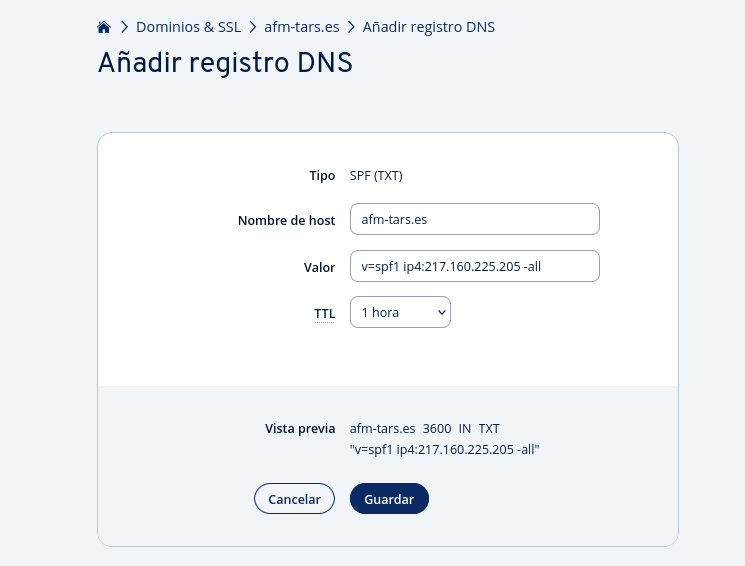 Dominios & SSL > afm-tars.es > Añadir registro DNS
Añadir registro DNS
Tipo SPF (TXT)
Nombre de host afm-tars.es
Valor v=spf1 ip4:217.160.225.205 -all
TTL 1 hora
Vista previa afm-tars.es 3600 IN TXT
"v=spf1 ip4:217.160.225.205 -all"
Cancelar Guardar